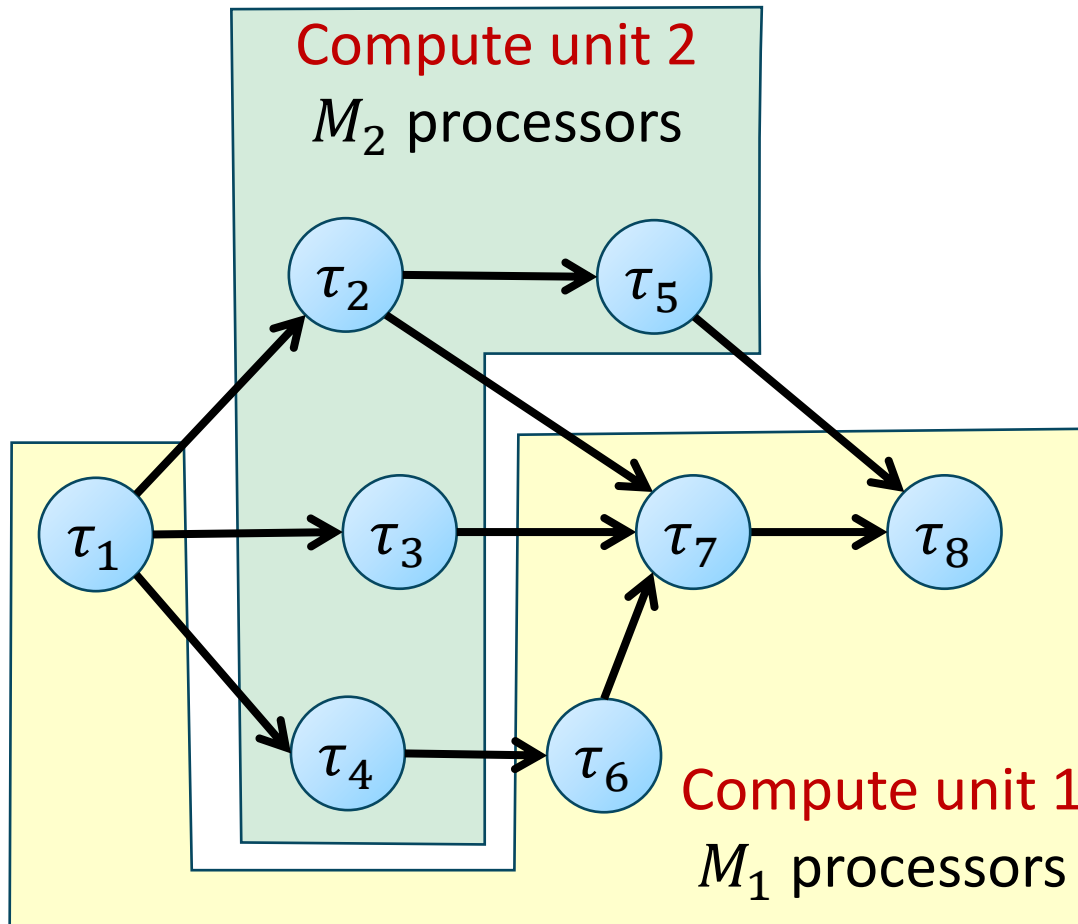 Compute unit 2
M₂ processors
τ₂
τ₅
τ₁
τ₃
τ₇
τ₈
τ₄
τ₆
Compute unit 1
M₁ processors